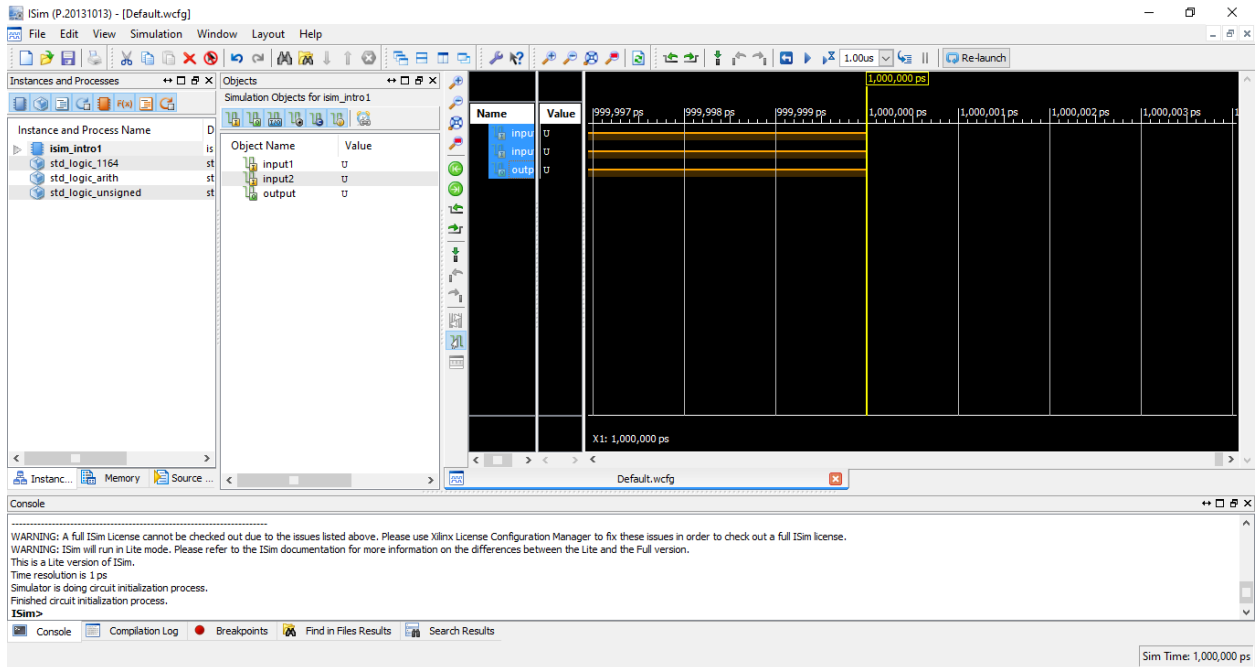 ISim (P.20131013) - [Default.wcfg]
File Edit View Simulation Window Layout Help
1.00us
Re-launch
Instances and Processes
Instance and Process Name D
isim_intro1 is
std_logic_1164 st
std_logic_arith st
std_logic_unsigned st
Instanc... Memory Source ...
Objects
Simulation Objects for isim_intro1
Object Name Value
input1 U
input2 U
output U
Name Value
inpu U
inpu U
outp U
1,000,000 ps
999,997 ps 999,998 ps 999,999 ps 1,000,000 ps 1,000,001 ps 1,000,002 ps 1,000,003 ps 1
X1: 1,000,000 ps
Default.wcfg
Console
WARNING: A full ISim License cannot be checked out due to the issues listed above. Please use Xilinx License Configuration Manager to fix these issues in order to check out a full ISim license.
WARNING: ISim will run in Lite mode. Please refer to the ISim documentation for more information on the differences between the Lite and the Full version.
This is a Lite version of ISim.
Time resolution is 1 ps
Simulator is doing circuit initialization process.
Finished circuit initialization process.
ISim>
Console Compilation Log Breakpoints Find in Files Results Search Results
Sim Time: 1,000,000 ps